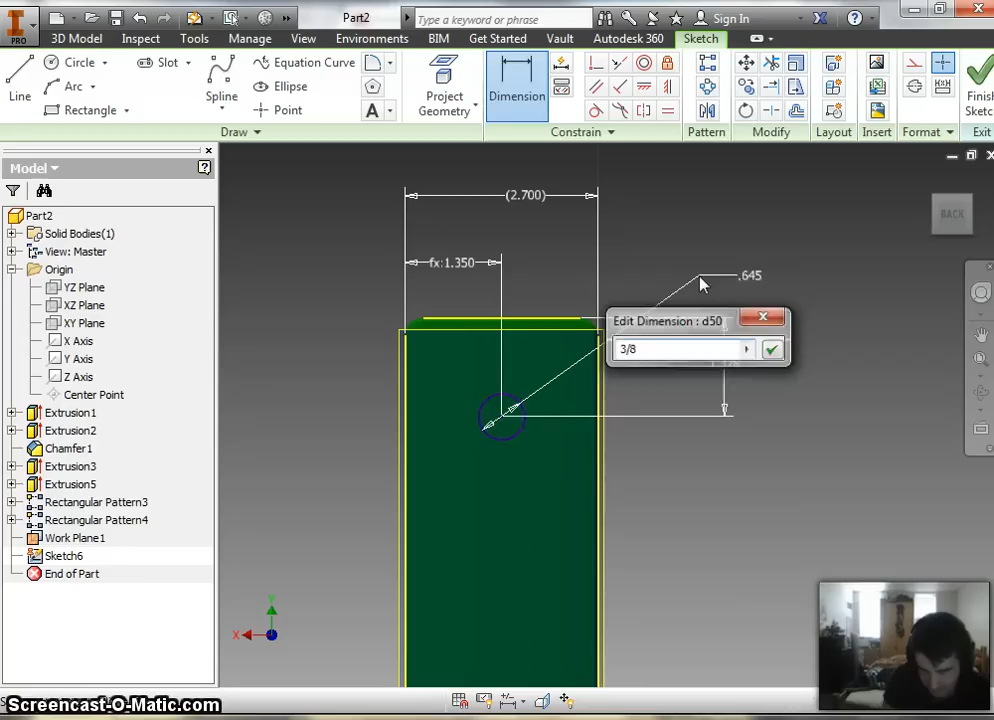 PRO
Part2
Type a keyword or phrase
Sign In
3D Model Inspect Tools Manage View Environments BIM Get Started Vault Autodesk 360 Sketch
Line
Circle
Arc
Rectangle
Slot
Spline
Equation Curve
Ellipse
Point
A
Dimension
Project Geometry
Finish
Sketc
Draw Constrain Pattern Modify Layout Insert Format Exit
Model
Part2
Solid Bodies(1)
View: Master
Origin
YZ Plane
XZ Plane
XY Plane
X Axis
Y Axis
Z Axis
Center Point
Extrusion1
Extrusion2
Chamfer1
Extrusion3
Extrusion5
Rectangular Pattern3
Rectangular Pattern4
Work Plane1
Sketch6
End of Part
(2.700)
fx:1.350
.645
BACK
Edit Dimension : d50
3/8
Y
X
Screencast-O-Matic.com